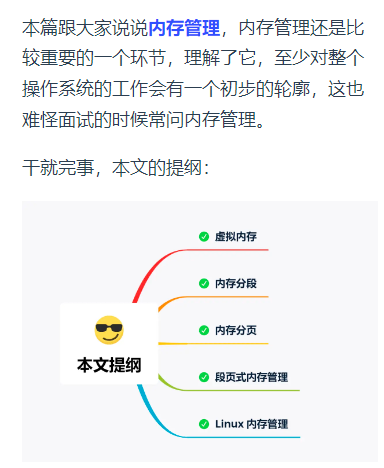 本篇跟大家说说内存管理，内存管理还是比
较重要的一个环节，理解了它，至少对整个
操作系统的工作会有一个初步的轮廓，这也
难怪面试的时候常问内存管理。
干就完事，本文的提纲：
虚拟内存
内存分段
内存分页
本文提纲
段页式内存管理
Linux 内存管理